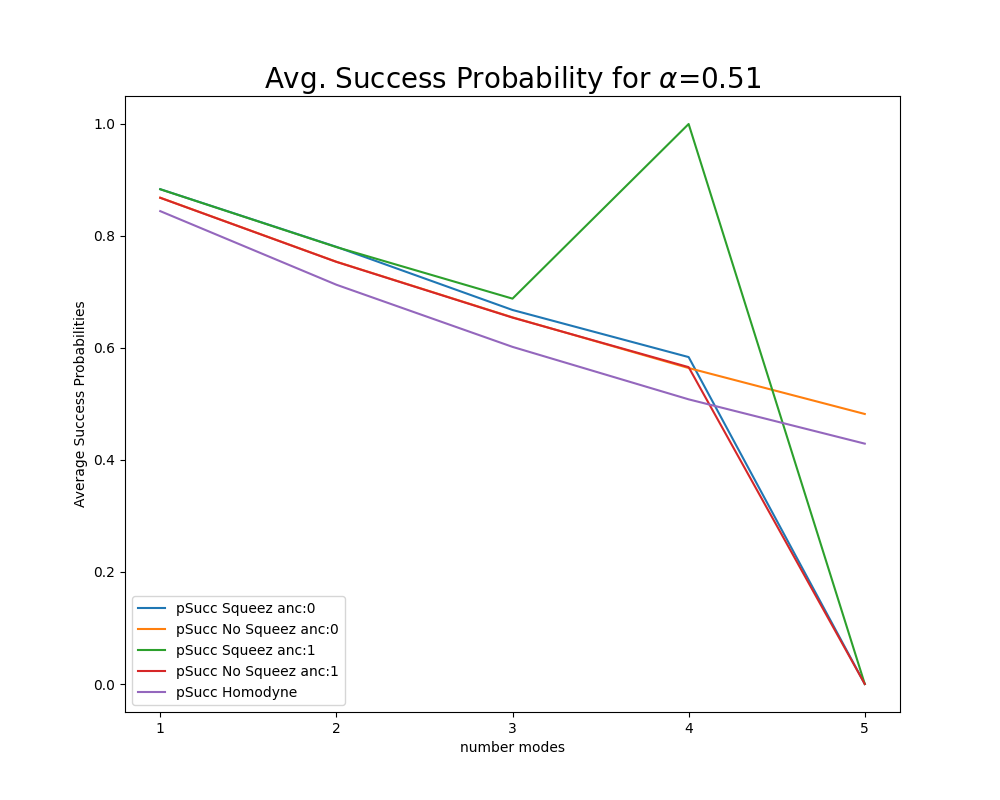 Avg. Success Probability for α=0.51
Average Success Probabilities
1.0
0.8
0.6
0.4
0.2
0.0
pSucc Squeez anc:0
pSucc No Squeez anc:0
pSucc Squeez anc:1
pSucc No Squeez anc:1
pSucc Homodyne
1 2 3 4 5
number modes